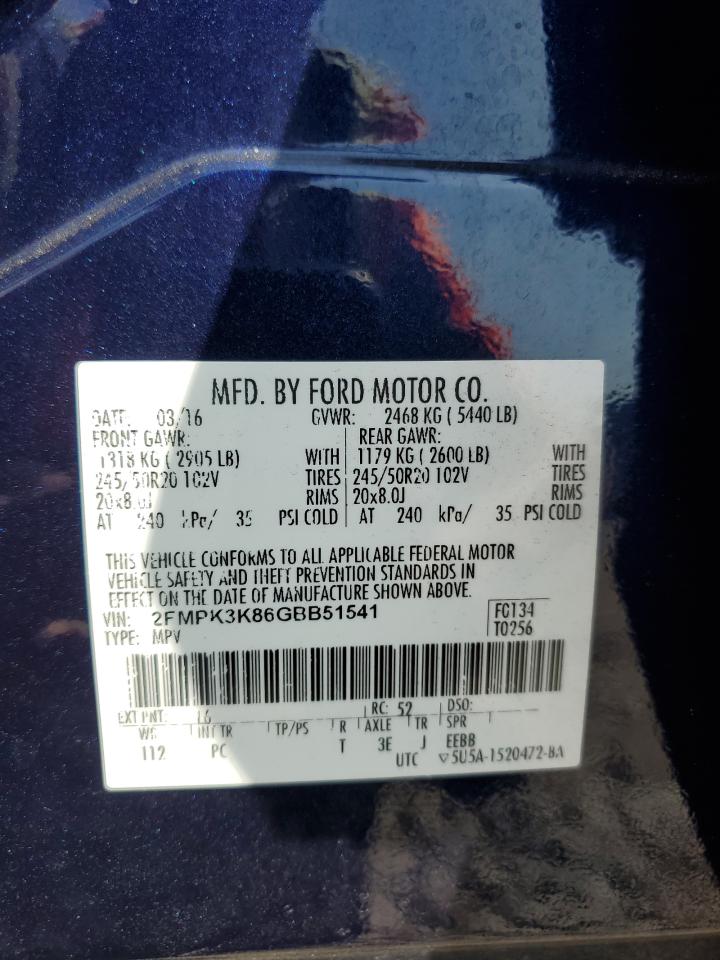 MFD. BY FORD MOTOR CO.
DATE: 03/16 GVWR: 2468 KG ( 5440 LB)
FRONT GAWR: REAR GAWR:
1318 KG ( 2905 LB) WITH 1179 KG ( 2600 LB) WITH
245/50R20 102V TIRES 245/50R20 102V TIRES
20x8.0J RIMS 20x8.0J RIMS
AT 240 kPa/ 35 PSI COLD AT 240 kPa/ 35 PSI COLD
THIS VEHICLE CONFORMS TO ALL APPLICABLE FEDERAL MOTOR
VEHICLE SAFETY AND THEFT PREVENTION STANDARDS IN
EFFECT ON THE DATE OF MANUFACTURE SHOWN ABOVE.
VIN: 2FMPK3K86GBB51541 FC134
TYPE: MPV T0256
EXT PNT: RC: 52 DSO:
WB INT TR TP/PS R AXLE TR SPR
112 PC T 3E J EEBB
UTC ▽5U5A-1520472-BA